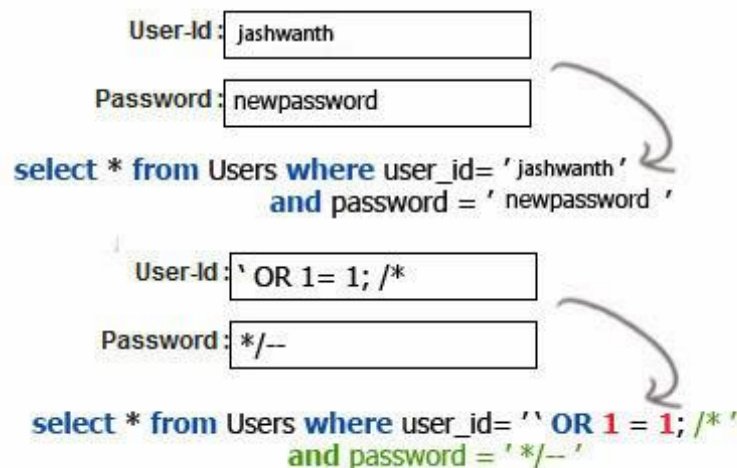 User-Id : jashwanth
Password : newpassword
select * from Users where user_id= ' jashwanth '
and password = ' newpassword '
User-Id : ` OR 1= 1; /*
Password : */--
select * from Users where user_id= '` OR 1 = 1; /* '
and password = ' */-- '